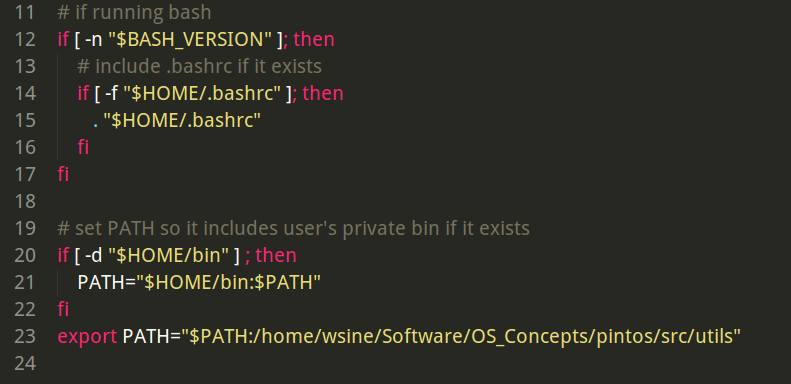 11 # if running bash
12 if [ -n "$BASH_VERSION" ]; then
13     # include .bashrc if it exists
14     if [ -f "$HOME/.bashrc" ]; then
15        . "$HOME/.bashrc"
16     fi
17 fi
18
19 # set PATH so it includes user's private bin if it exists
20 if [ -d "$HOME/bin" ] ; then
21     PATH="$HOME/bin:$PATH"
22 fi
23 export PATH="$PATH:/home/wsine/Software/OS_Concepts/pintos/src/utils"
24